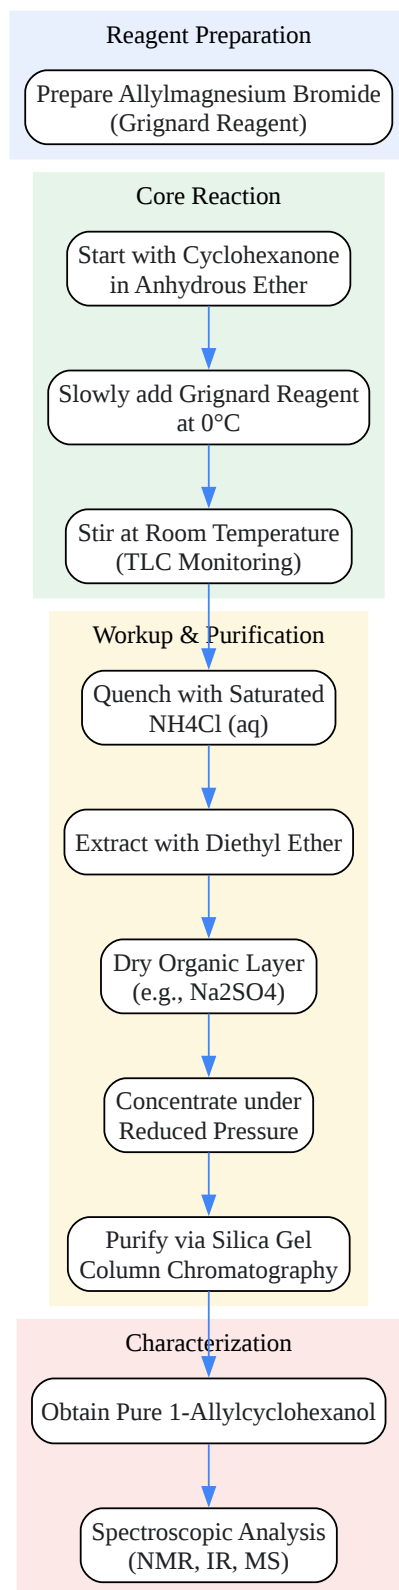 Reagent Preparation
Prepare Allylmagnesium Bromide
(Grignard Reagent)
Core Reaction
Start with Cyclohexanone
in Anhydrous Ether
Slowly add Grignard Reagent
at 0°C
Stir at Room Temperature
(TLC Monitoring)
Workup & Purification
Quench with Saturated
NH4Cl (aq)
Extract with Diethyl Ether
Dry Organic Layer
(e.g., Na2SO4)
Concentrate under
Reduced Pressure
Purify via Silica Gel
Column Chromatography
Characterization
Obtain Pure 1-Allylcyclohexanol
Spectroscopic Analysis
(NMR, IR, MS)